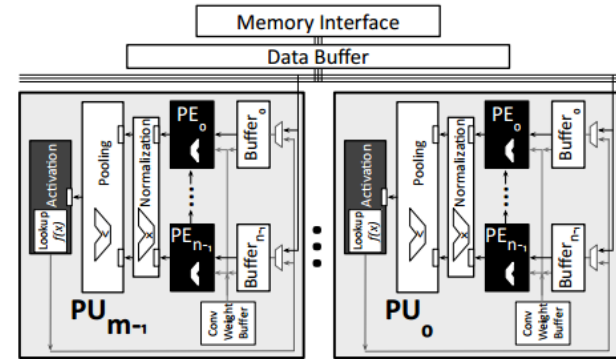 Memory Interface
Data Buffer
Activation
Lookup
f(x)
Pooling
<
Normalization
x
PE0
PEn-1
Buffer0
Buffern-1
Conv
Weight
Buffer
PUm-1
Activation
Lookup
f(x)
Pooling
<
Normalization
x
PE0
PEn-1
Buffer0
Buffern-1
Conv
Weight
Buffer
PU0